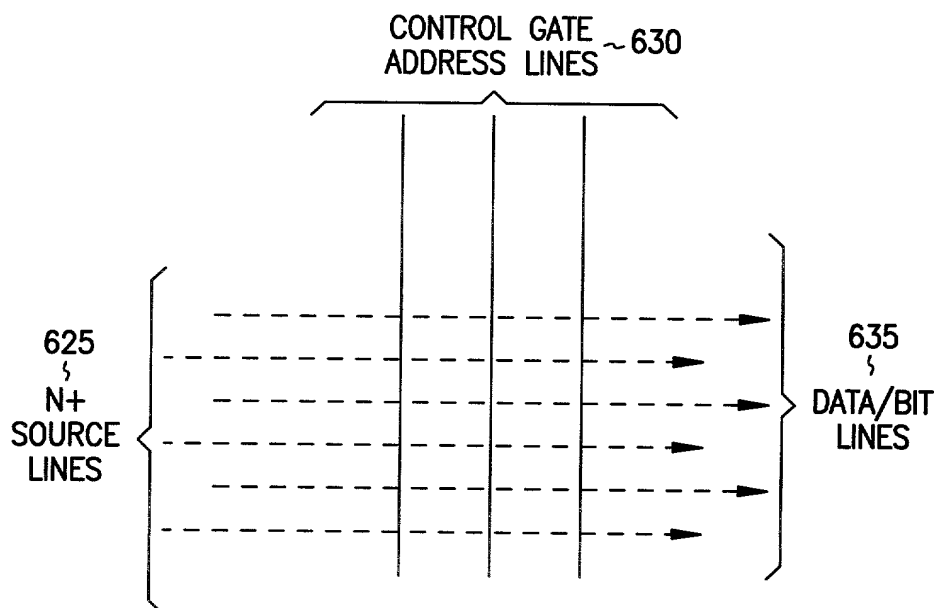 CONTROL GATE
ADDRESS LINES ~630
625
N+
SOURCE
LINES
635
DATA/BIT
LINES